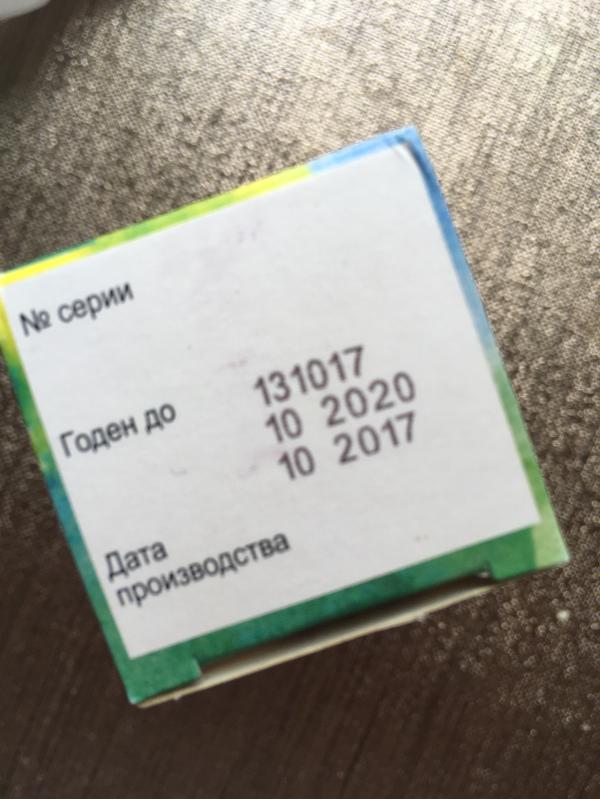 № серии
131017
Годен до
10 2020
10 2017
Дата
производства